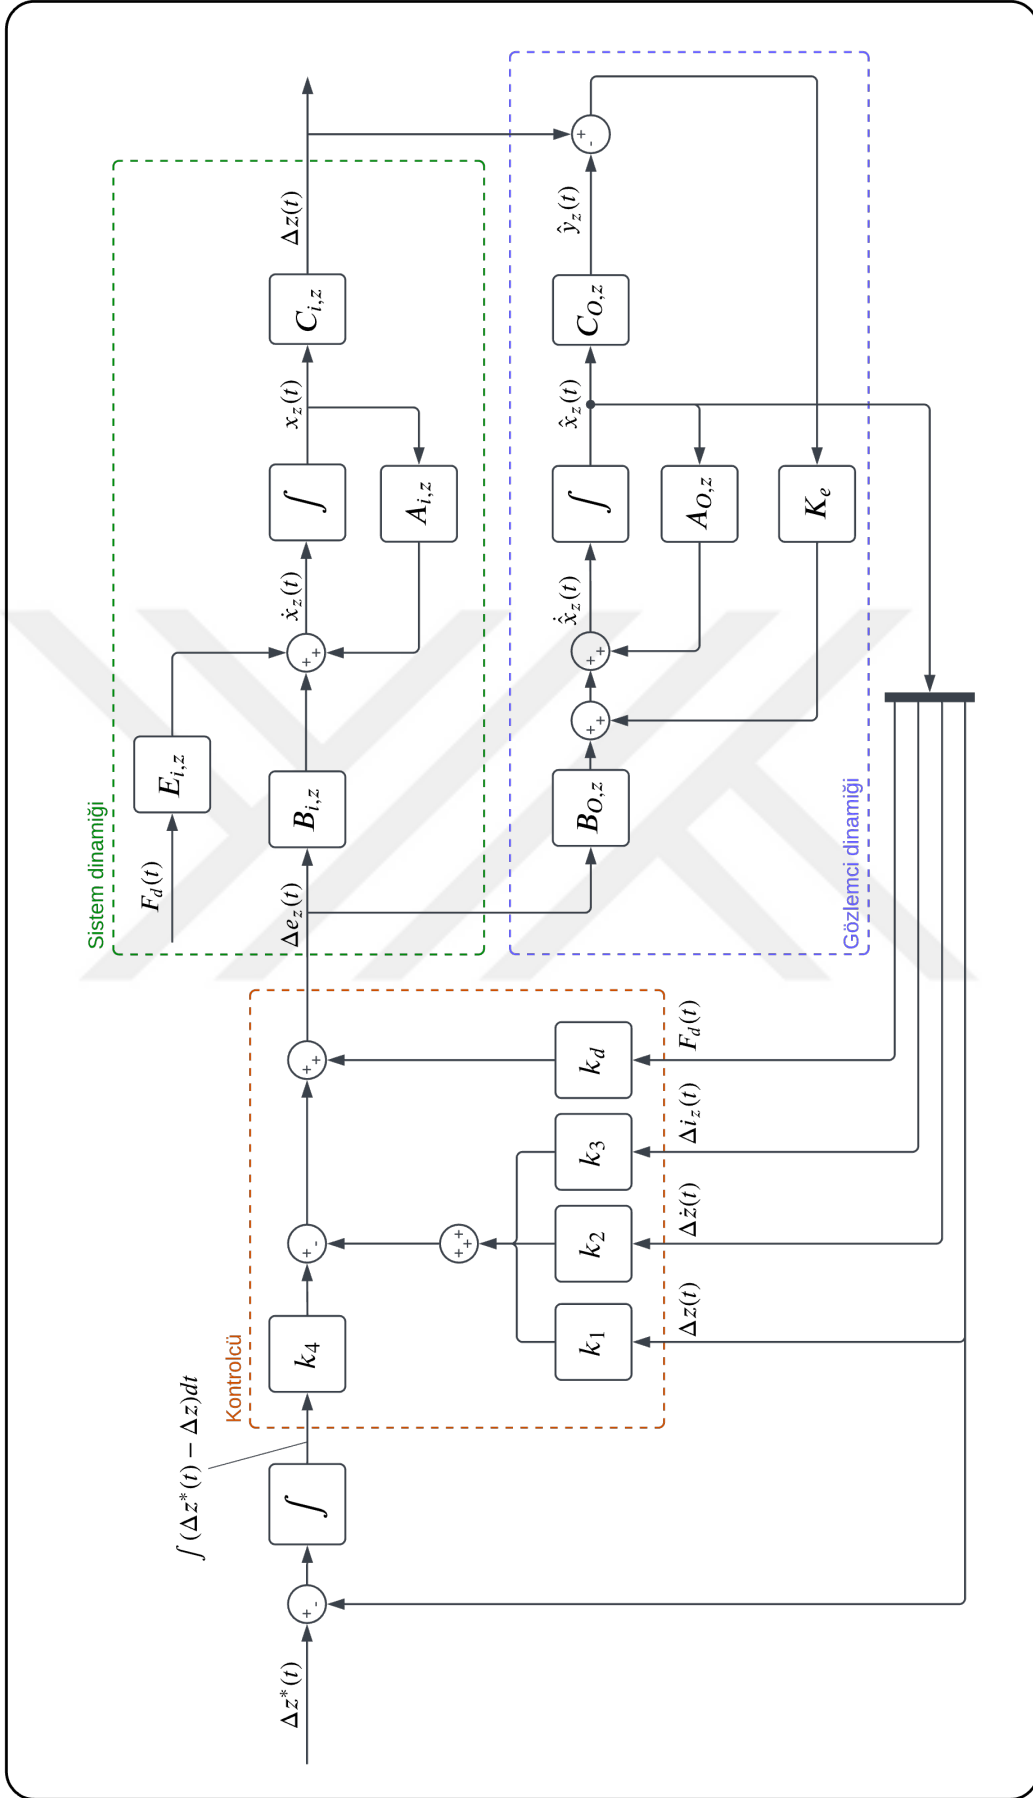 Sistem dinamiği
F_d(t)
E_{i,z}
Δe_z(t)
B_{i,z}
+
+
ẋ_z(t)
∫
x_z(t)
A_{i,z}
C_{i,z}
Δz(t)
Kontrolcü
Δz*(t)
+
-
∫
∫(Δz*(t) − Δz)dt
k_4
+
-
+
+
+
+
+
k_1
k_2
k_3
k_d
Δz(t)
Δż(t)
Δi_z(t)
F_d(t)
Gözlemci dinamiği
B_{O,z}
+
+
+
+
x̂̇_z(t)
∫
x̂_z(t)
A_{O,z}
K_e
C_{O,z}
ŷ_z(t)
+
-